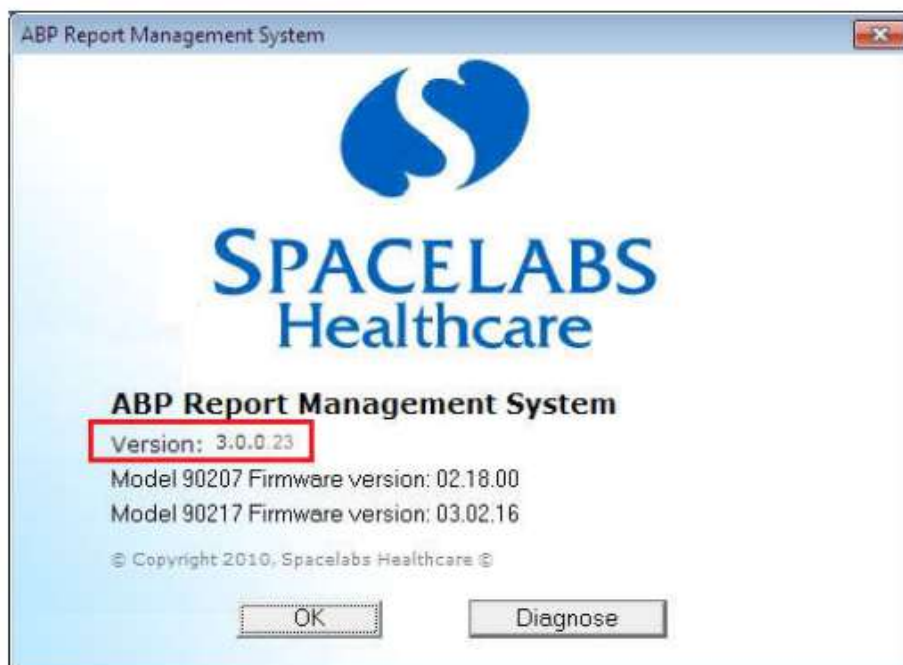 ABP Report Management System
SPACELABS
Healthcare
ABP Report Management System
Version: 3.0.0.23
Model 90207 Firmware version: 02.18.00
Model 90217 Firmware version: 03.02.16
© Copyright 2010, Spacelabs Healthcare ©
OK Diagnose